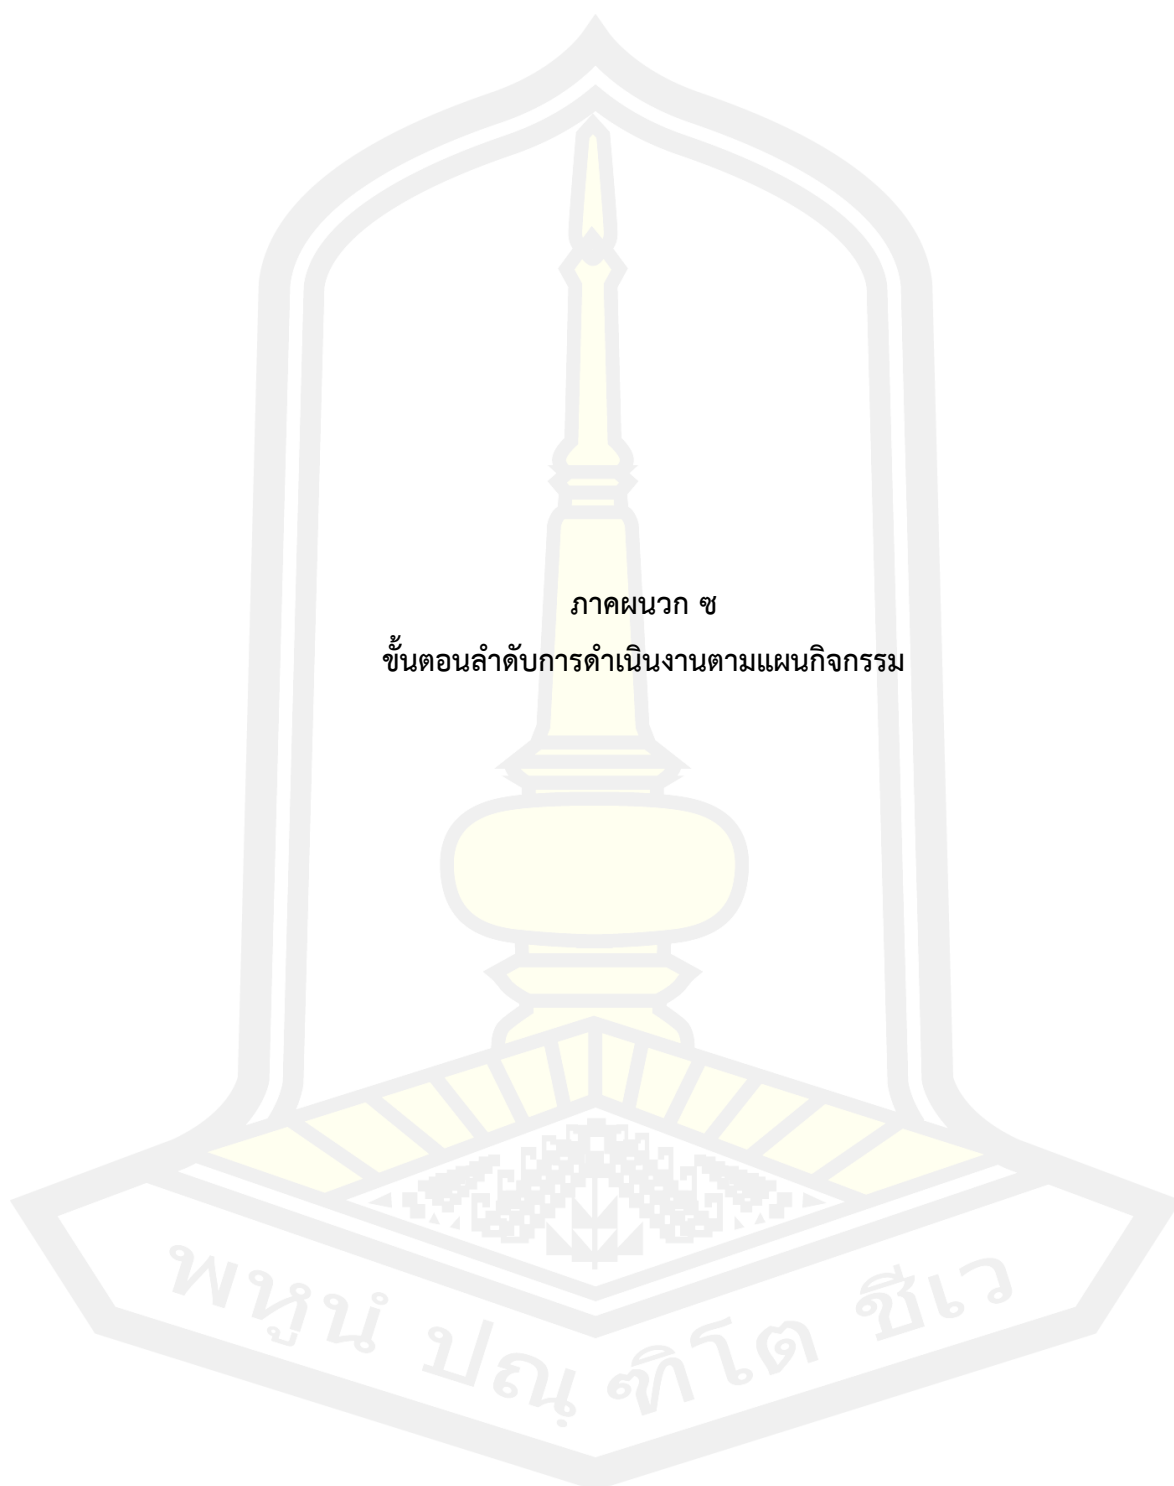 ภาคผนวก ซ
ขั้นตอนลำดับการดำเนินงานตามแผนกิจกรรม
พหูนํ ปณฺฑิโต ชีเว